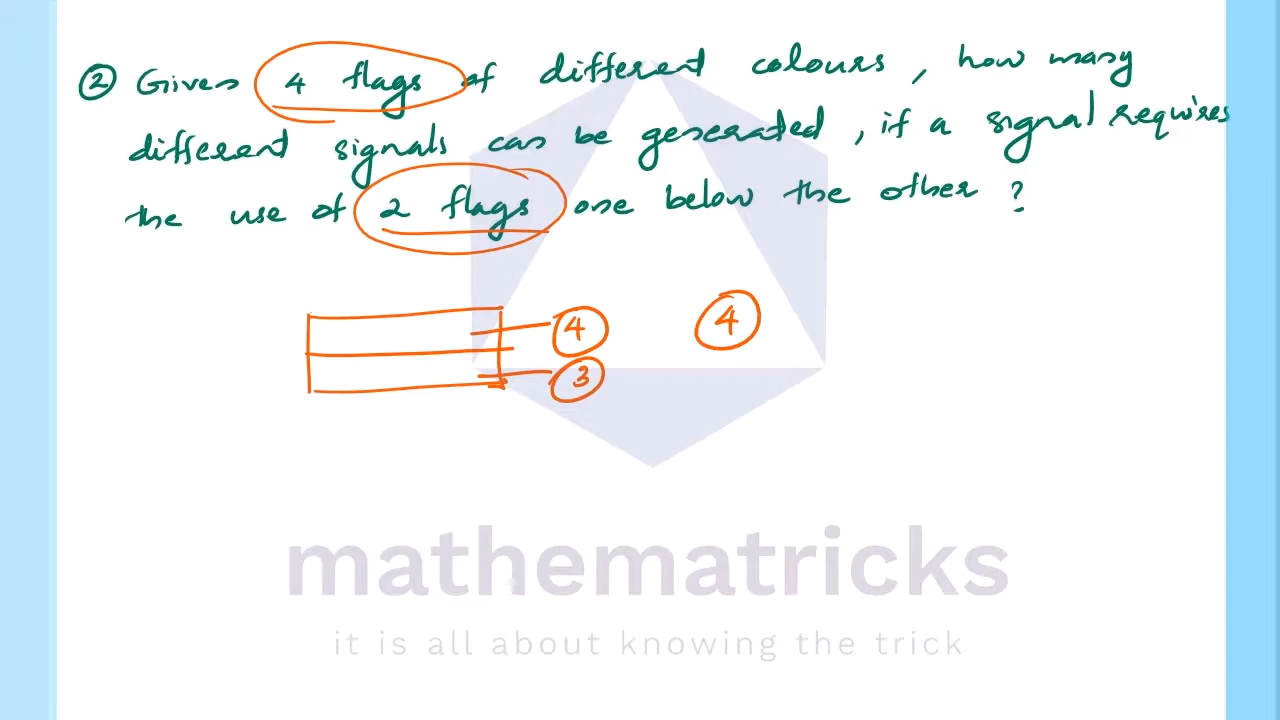 ② Given 4 flags of different colours, how many
different signals can be generated, if a signal requires
the use of 2 flags one below the other ?
4
4
3
mathematricks
it is all about knowing the trick